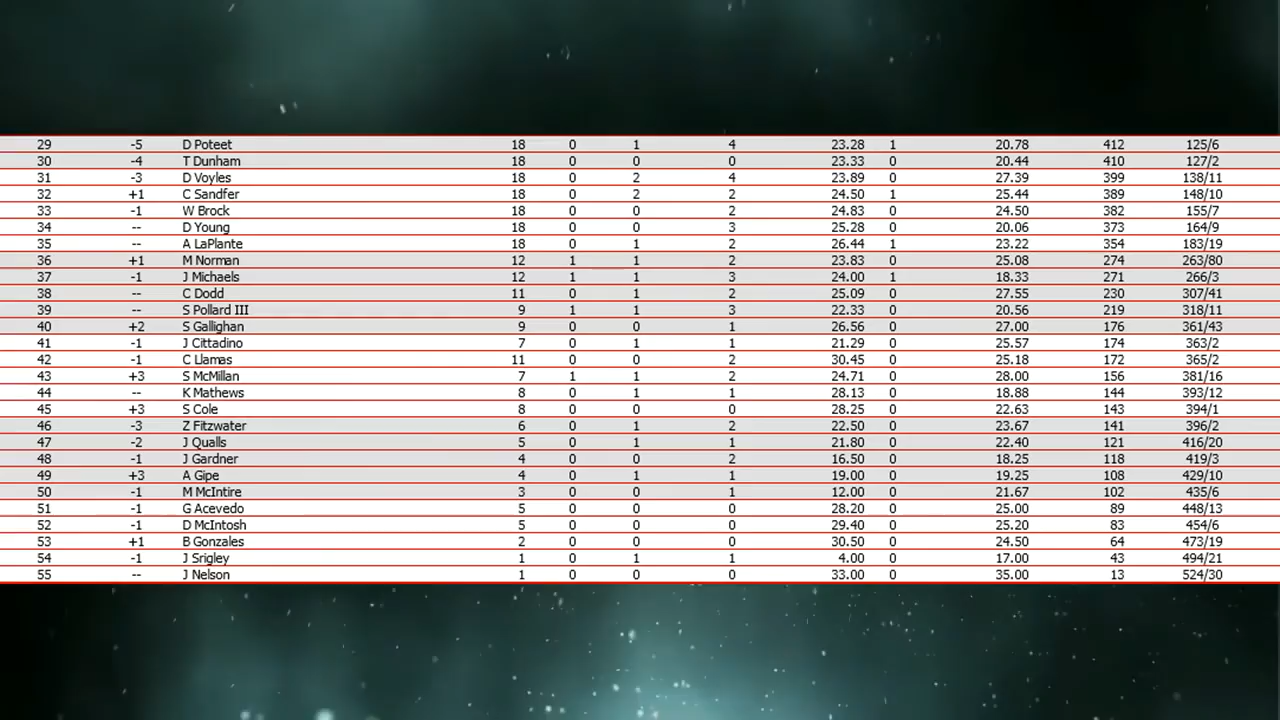 29 -5 D Poteet 18 0 1 4 23.28 1 20.78 412 125/6
30 -4 T Dunham 18 0 0 0 23.33 0 20.44 410 127/2
31 -3 D Voyles 18 0 2 4 23.89 0 27.39 399 138/11
32 +1 C Sandfer 18 0 2 2 24.50 1 25.44 389 148/10
33 -1 W Brock 18 0 0 2 24.83 0 24.50 382 155/7
34 -- D Young 18 0 0 3 25.28 0 20.06 373 164/9
35 -- A LaPlante 18 0 1 2 26.44 1 23.22 354 183/19
36 +1 M Norman 12 1 1 2 23.83 0 25.08 274 263/80
37 -1 J Michaels 12 1 1 3 24.00 1 18.33 271 266/3
38 -- C Dodd 11 0 1 2 25.09 0 27.55 230 307/41
39 -- S Pollard III 9 1 1 3 22.33 0 20.56 219 318/11
40 +2 S Gallighan 9 0 0 1 26.56 0 27.00 176 361/43
41 -1 J Cittadino 7 0 1 1 21.29 0 25.57 174 363/2
42 -1 C Llamas 11 0 0 2 30.45 0 25.18 172 365/2
43 +3 S McMillan 7 1 1 2 24.71 0 28.00 156 381/16
44 -- K Mathews 8 0 1 1 28.13 0 18.88 144 393/12
45 +3 S Cole 8 0 0 0 28.25 0 22.63 143 394/1
46 -3 Z Fitzwater 6 0 1 2 22.50 0 23.67 141 396/2
47 -2 J Qualls 5 0 1 1 21.80 0 22.40 121 416/20
48 -1 J Gardner 4 0 0 2 16.50 0 18.25 118 419/3
49 +3 A Gipe 4 0 1 1 19.00 0 19.25 108 429/10
50 -1 M McIntire 3 0 0 1 12.00 0 21.67 102 435/6
51 -1 G Acevedo 5 0 0 0 28.20 0 25.00 89 448/13
52 -1 D McIntosh 5 0 0 0 29.40 0 25.20 83 454/6
53 +1 B Gonzales 2 0 0 0 30.50 0 24.50 64 473/19
54 -1 J Srigley 1 0 1 1 4.00 0 17.00 43 494/21
55 -- J Nelson 1 0 0 0 33.00 0 35.00 13 524/30